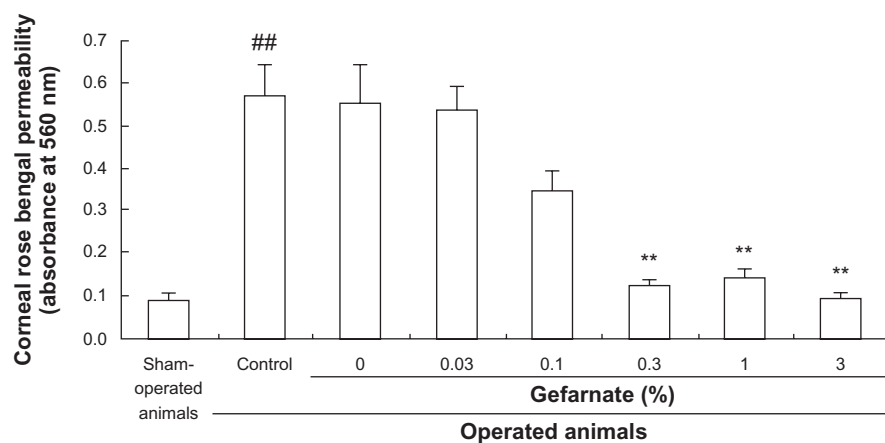 Corneal rose bengal permeability
(absorbance at 560 nm)
0.7
0.6
0.5
0.4
0.3
0.2
0.1
0.0
##
**
**
**
Sham-
operated
animals
Control
0
0.03
0.1
0.3
1
3
Gefarnate (%)
Operated animals